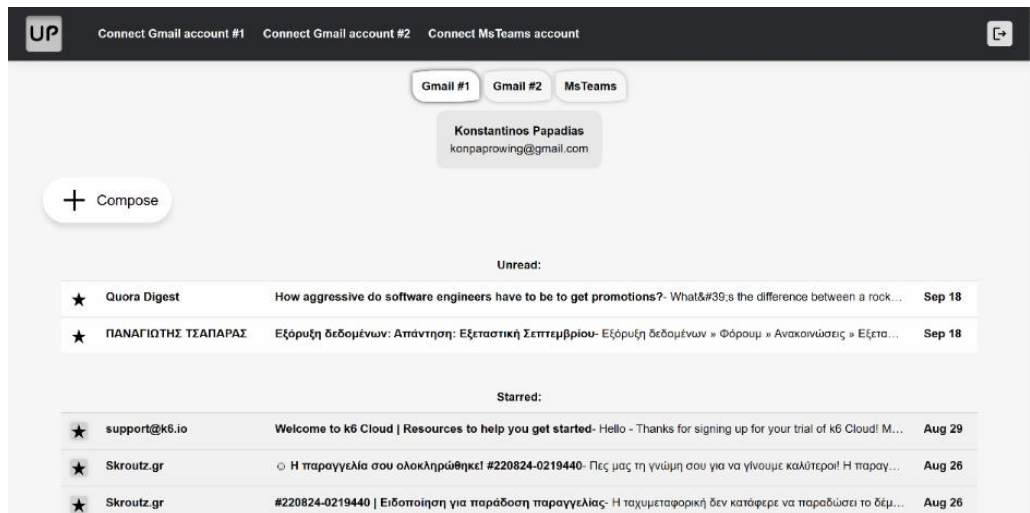 UP Connect Gmail account #1 Connect Gmail account #2 Connect MsTeams account
Gmail #1 Gmail #2 MsTeams
Konstantinos Papadias
konpaprowing@gmail.com
Compose
Unread:
Quora Digest How aggressive do software engineers have to be to get promotions?- What&#39;s the difference between a rock... Sep 18
ΠΑΝΑΓΙΩΤΗΣ ΤΣΑΠΑΡΑΣ Εξόρυξη δεδομένων: Απάντηση: Εξεταστική Σεπτεμβρίου- Εξόρυξη δεδομένων » Φόρουμ » Ανακοινώσεις » Εξετα... Sep 18
Starred:
support@k6.io Welcome to k6 Cloud | Resources to help you get started- Hello - Thanks for signing up for your trial of k6 Cloud! M... Aug 29
Skroutz.gr ☺ Η παραγγελία σου ολοκληρώθηκε! #220824-0219440- Πες μας τη γνώμη σου για να γίνουμε καλύτεροι! Η παραγ... Aug 26
Skroutz.gr #220824-0219440 | Ειδοποίηση για παράδοση παραγγελίας- Η ταχυμεταφορική δεν κατάφερε να παραδώσει το δέμ... Aug 26